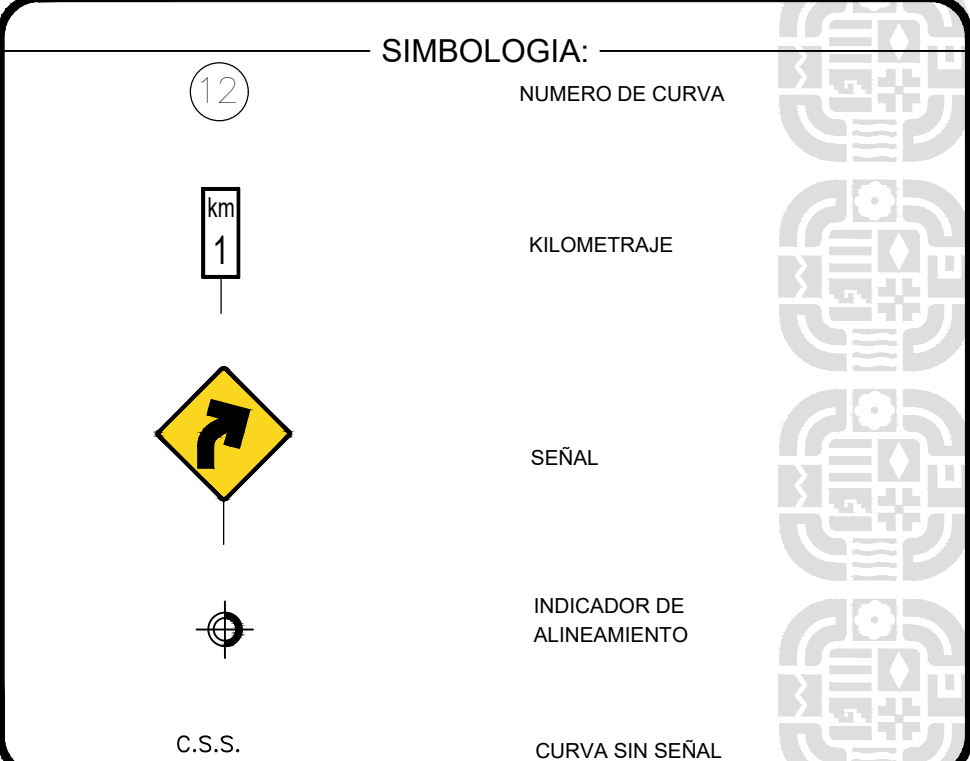 SIMBOLOGIA:
12
NUMERO DE CURVA
km
1
KILOMETRAJE
SEÑAL
INDICADOR DE
ALINEAMIENTO
C.S.S.
CURVA SIN SEÑAL